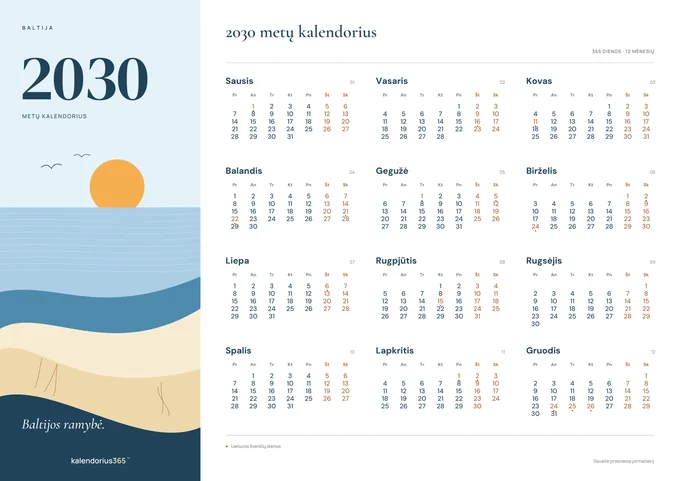 BALTIJA
2030
METŲ KALENDORIUS
Baltijos ramybė.
kalendorius365™
2030 metų kalendorius
365 DIENOS · 12 MĖNESIŲ
Sausis 01
Pr An Tr Kt Pn Št Sk
1 2 3 4 5 6
7 8 9 10 11 12 13
14 15 16 17 18 19 20
21 22 23 24 25 26 27
28 29 30 31
Vasaris 02
Pr An Tr Kt Pn Št Sk
1 2 3
4 5 6 7 8 9 10
11 12 13 14 15 16 17
18 19 20 21 22 23 24
25 26 27 28
Kovas 03
Pr An Tr Kt Pn Št Sk
1 2 3
4 5 6 7 8 9 10
11 12 13 14 15 16 17
18 19 20 21 22 23 24
25 26 27 28 29 30 31
Balandis 04
Pr An Tr Kt Pn Št Sk
1 2 3 4 5 6 7
8 9 10 11 12 13 14
15 16 17 18 19 20 21
22 23 24 25 26 27 28
29 30
Gegužė 05
Pr An Tr Kt Pn Št Sk
1 2 3 4 5
6 7 8 9 10 11 12
13 14 15 16 17 18 19
20 21 22 23 24 25 26
27 28 29 30 31
Birželis 06
Pr An Tr Kt Pn Št Sk
1 2
3 4 5 6 7 8 9
10 11 12 13 14 15 16
17 18 19 20 21 22 23
24 25 26 27 28 29 30
Liepa 07
Pr An Tr Kt Pn Št Sk
1 2 3 4 5 6 7
8 9 10 11 12 13 14
15 16 17 18 19 20 21
22 23 24 25 26 27 28
29 30 31
Rugpjūtis 08
Pr An Tr Kt Pn Št Sk
1 2 3 4
5 6 7 8 9 10 11
12 13 14 15 16 17 18
19 20 21 22 23 24 25
26 27 28 29 30 31
Rugsėjis 09
Pr An Tr Kt Pn Št Sk
1
2 3 4 5 6 7 8
9 10 11 12 13 14 15
16 17 18 19 20 21 22
23 24 25 26 27 28 29
30
Spalis 10
Pr An Tr Kt Pn Št Sk
1 2 3 4 5 6
7 8 9 10 11 12 13
14 15 16 17 18 19 20
21 22 23 24 25 26 27
28 29 30 31
Lapkritis 11
Pr An Tr Kt Pn Št Sk
1 2 3
4 5 6 7 8 9 10
11 12 13 14 15 16 17
18 19 20 21 22 23 24
25 26 27 28 29 30
Gruodis 12
Pr An Tr Kt Pn Št Sk
1
2 3 4 5 6 7 8
9 10 11 12 13 14 15
16 17 18 19 20 21 22
23 24 25 26 27 28 29
30 31
Lietuvos švenčių dienos
Savaitė prasideda pirmadienį